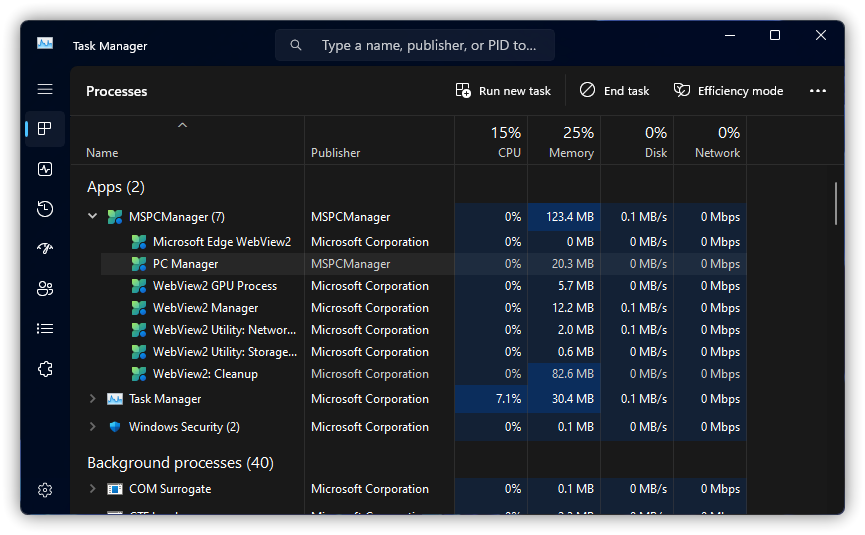 Task Manager
Type a name, publisher, or PID to...
Processes
Run new task
End task
Efficiency mode
15% 25% 0% 0%
Name Publisher CPU Memory Disk Network
Apps (2)
MSPCManager (7) MSPCManager 0% 123.4 MB 0.1 MB/s 0 Mbps
Microsoft Edge WebView2 Microsoft Corporation 0% 0 MB 0 MB/s 0 Mbps
PC Manager MSPCManager 0% 20.3 MB 0 MB/s 0 Mbps
WebView2 GPU Process Microsoft Corporation 0% 5.7 MB 0 MB/s 0 Mbps
WebView2 Manager Microsoft Corporation 0% 12.2 MB 0.1 MB/s 0 Mbps
WebView2 Utility: Networ... Microsoft Corporation 0% 2.0 MB 0.1 MB/s 0 Mbps
WebView2 Utility: Storage... Microsoft Corporation 0% 0.6 MB 0 MB/s 0 Mbps
WebView2: Cleanup Microsoft Corporation 0% 82.6 MB 0 MB/s 0 Mbps
Task Manager Microsoft Corporation 7.1% 30.4 MB 0.1 MB/s 0 Mbps
Windows Security (2) Microsoft Corporation 0% 0.1 MB 0 MB/s 0 Mbps
Background processes (40)
COM Surrogate Microsoft Corporation 0% 0.1 MB 0 MB/s 0 Mbps